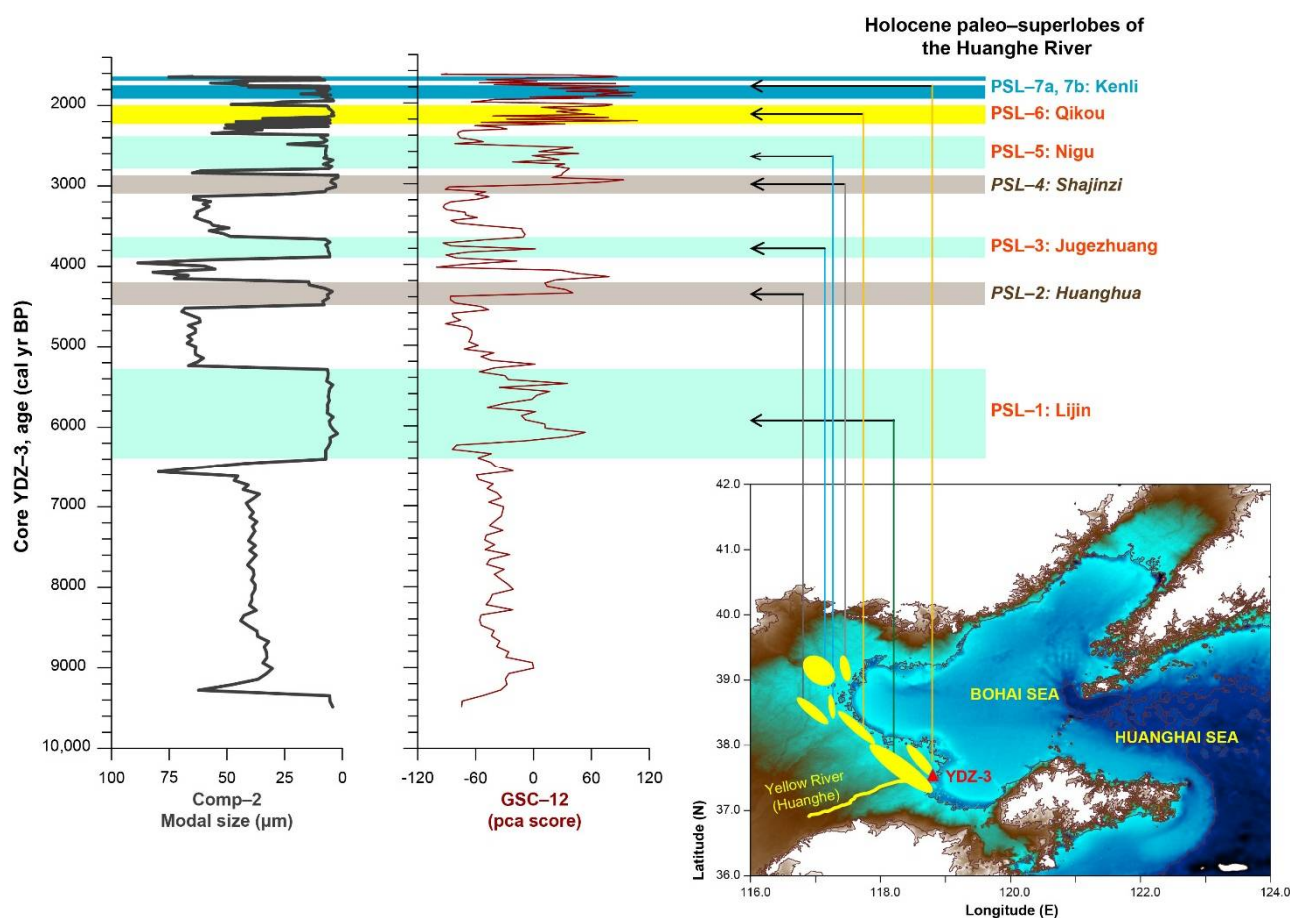 Holocene paleo–superlobes of
the Huanghe River
PSL–7a, 7b: Kenli
PSL–6: Qikou
PSL–5: Nigu
PSL–4: Shajinzi
PSL–3: Jugezhuang
PSL–2: Huanghua
PSL–1: Lijin
Core YDZ–3, age (cal yr BP)
2000
3000
4000
5000
6000
7000
8000
9000
10,000
100 75 50 25 0
Comp–2
Modal size (µm)
-120 -60 0 60 120
GSC–12
(pca score)
42.0
41.0
40.0
39.0
38.0
37.0
36.0
Latitude (N)
BOHAI SEA
HUANGHAI SEA
YDZ-3
Yellow River
(Huanghe)
116.0 118.0 120.0 122.0 124.0
Longitude (E)